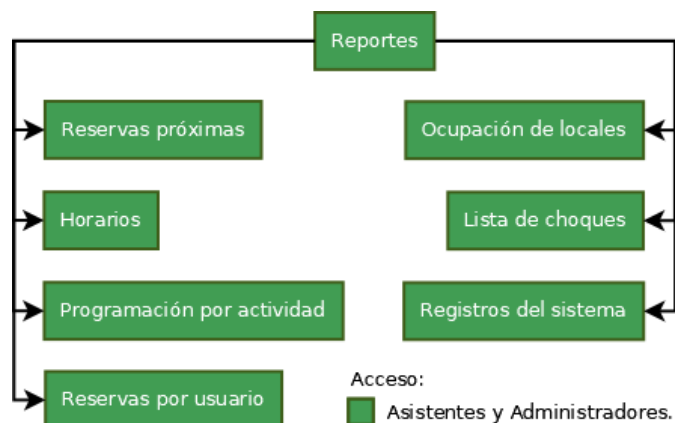 Reportes
Reservas próximas
Ocupación de locales
Horarios
Lista de choques
Programación por actividad
Registros del sistema
Reservas por usuario
Acceso:
Asistentes y Administradores.